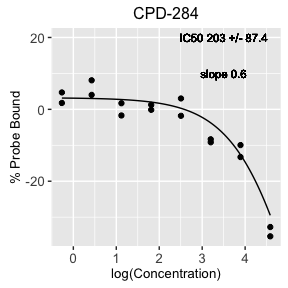 CPD-284
20
IC50 203 +/- 87.4
slope 0.6
0
-20
% Probe Bound
0 1 2 3 4
log(Concentration)